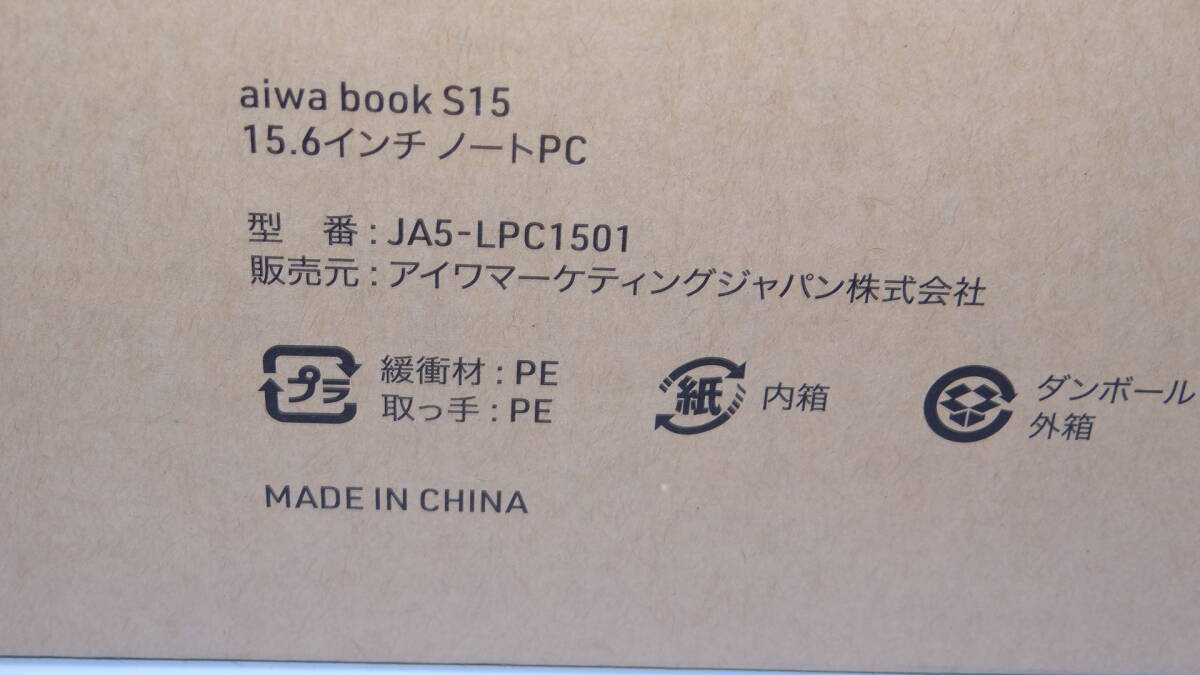 aiwa book S15
15.6インチ ノートPC
型　番 : JA5-LPC1501
販売元 : アイワマーケティングジャパン株式会社
プラ
緩衝材 : PE
取っ手 : PE
紙
内箱
ダンボール
外箱
MADE IN CHINA